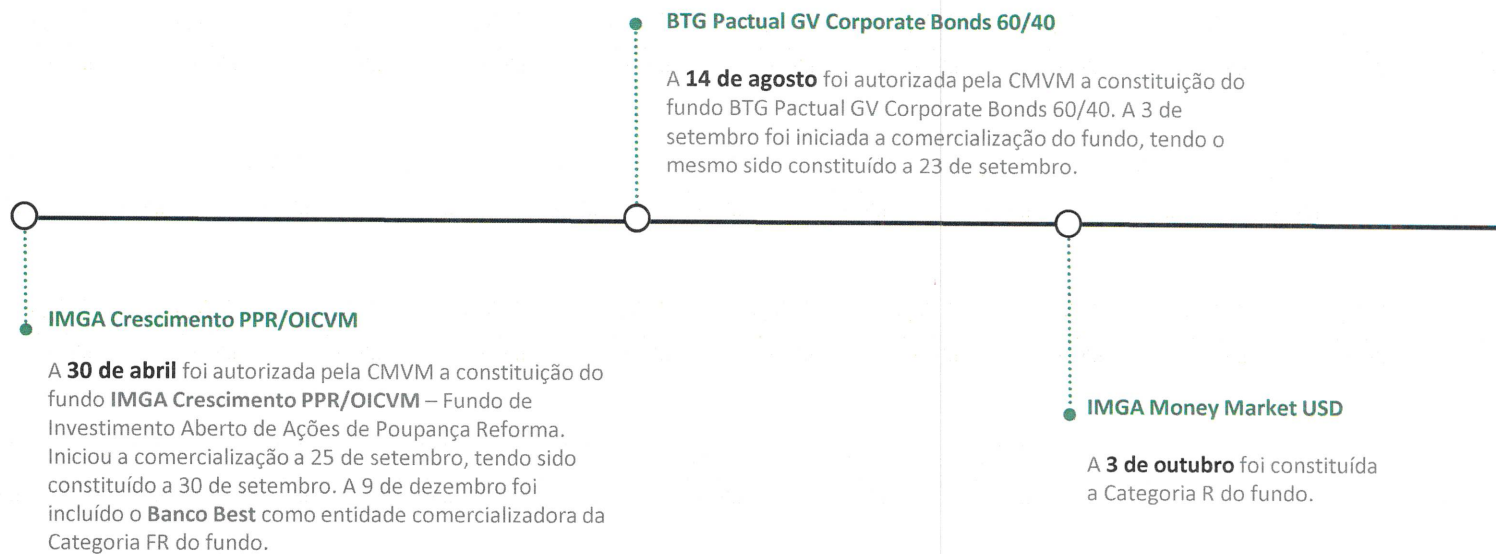 BTG Pactual GV Corporate Bonds 60/40
A 14 de agosto foi autorizada pela CMVM a constituição do
fundo BTG Pactual GV Corporate Bonds 60/40. A 3 de
setembro foi iniciada a comercialização do fundo, tendo o
mesmo sido constituído a 23 de setembro.
IMGA Crescimento PPR/OICVM
A 30 de abril foi autorizada pela CMVM a constituição do
fundo IMGA Crescimento PPR/OICVM – Fundo de
Investimento Aberto de Ações de Poupança Reforma.
Iniciou a comercialização a 25 de setembro, tendo sido
constituído a 30 de setembro. A 9 de dezembro foi
incluído o Banco Best como entidade comercializadora da
Categoria FR do fundo.
IMGA Money Market USD
A 3 de outubro foi constituída
a Categoria R do fundo.